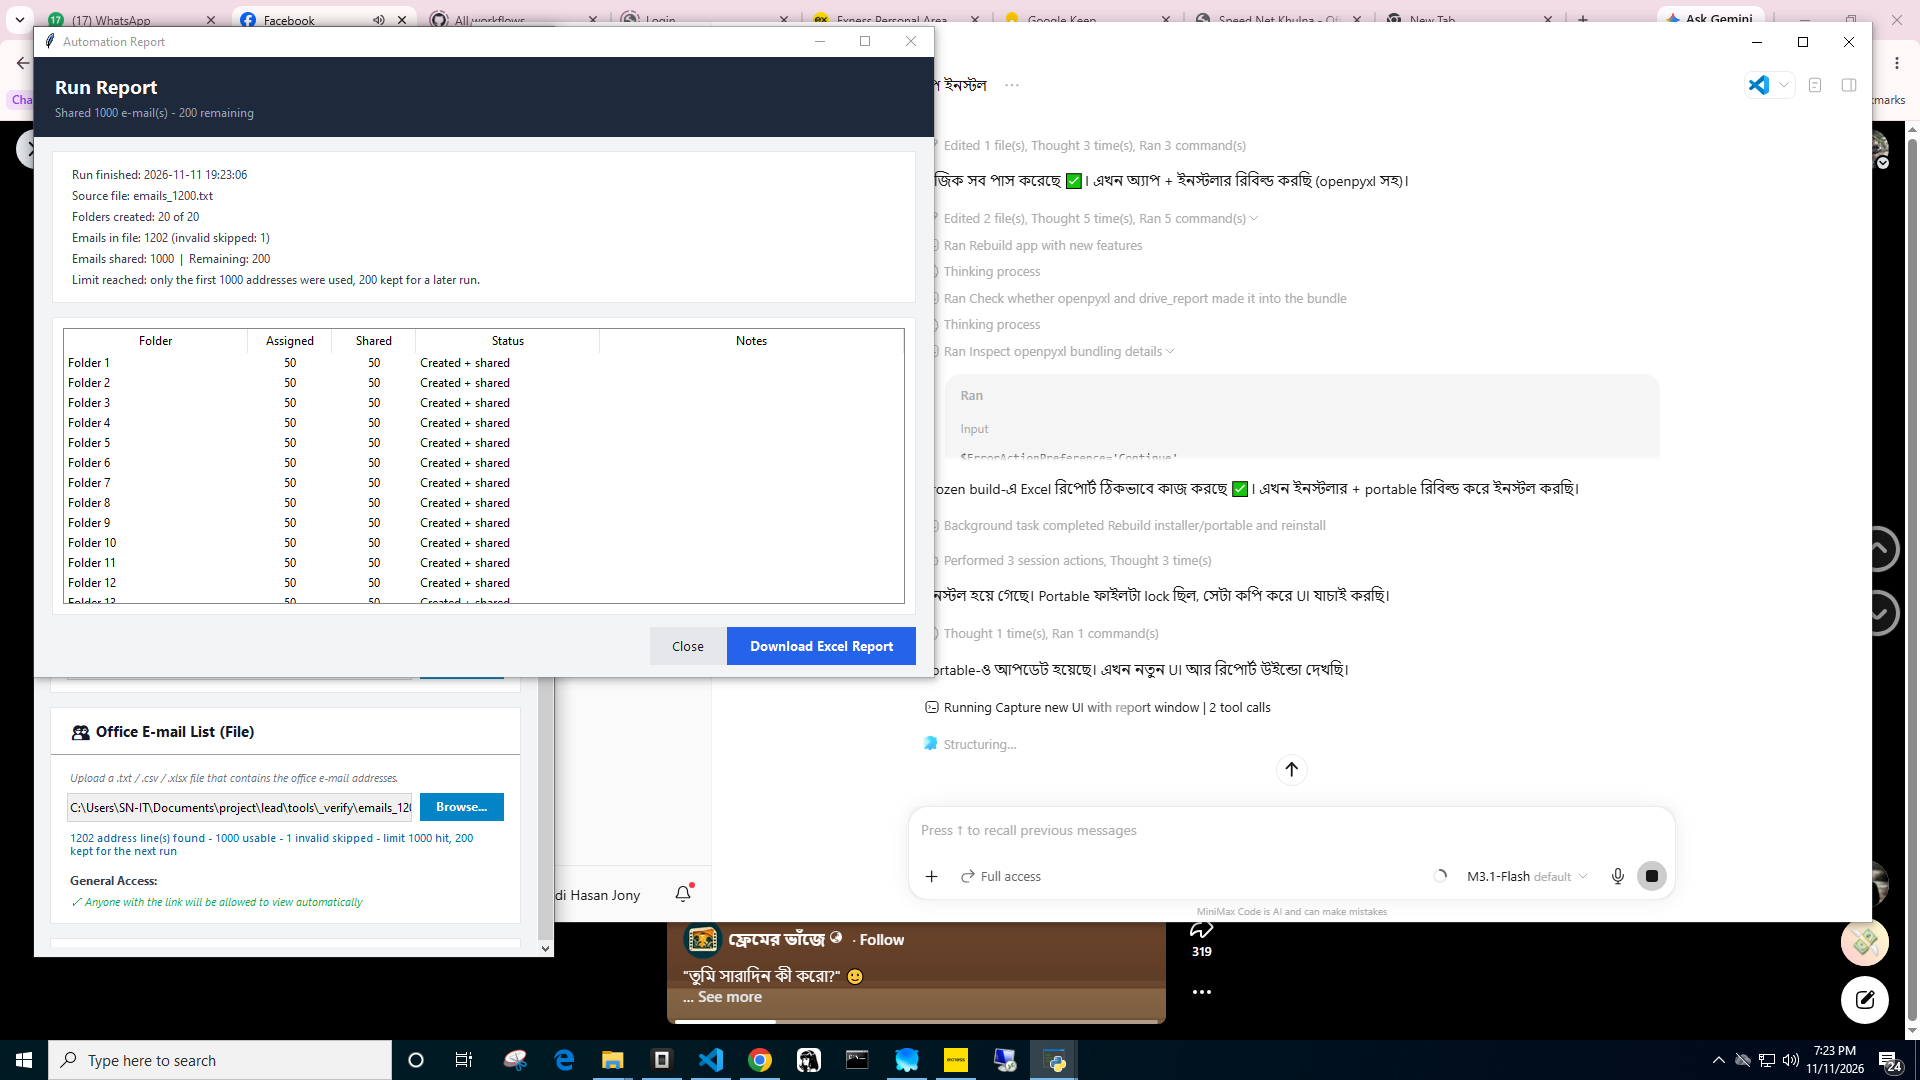 (17) WhatsApp
Facebook
All workflows
Login
Exness Personal Area
Google Keep
Speed Net Khulna - Of
New Tab
Ask Gemini
Cha
kmarks
Automation Report
Run Report
Shared 1000 e-mail(s) - 200 remaining
Run finished: 2026-11-11 19:23:06
Source file: emails_1200.txt
Folders created: 20 of 20
Emails in file: 1202 (invalid skipped: 1)
Emails shared: 1000 | Remaining: 200
Limit reached: only the first 1000 addresses were used, 200 kept for a later run.
Folder Assigned Shared Status Notes
Folder 1 50 50 Created + shared
Folder 2 50 50 Created + shared
Folder 3 50 50 Created + shared
Folder 4 50 50 Created + shared
Folder 5 50 50 Created + shared
Folder 6 50 50 Created + shared
Folder 7 50 50 Created + shared
Folder 8 50 50 Created + shared
Folder 9 50 50 Created + shared
Folder 10 50 50 Created + shared
Folder 11 50 50 Created + shared
Folder 12 50 50 Created + shared
Folder 13 50 50 Created + shared
Close
Download Excel Report
Office E-mail List (File)
Upload a .txt / .csv / .xlsx file that contains the office e-mail addresses.
C:\Users\SN-IT\Documents\project\lead\tools\_verify\emails_120
Browse...
1202 address line(s) found - 1000 usable - 1 invalid skipped - limit 1000 hit, 200
kept for the next run
General Access:
✓ Anyone with the link will be allowed to view automatically
ইনস্টল
Edited 1 file(s), Thought 3 time(s), Ran 3 command(s)
সব পাস করেছে ✅। এখন অ্যাপ + ইনস্টলার রিবিল্ড করছি (openpyxl সহ)।
Edited 2 file(s), Thought 5 time(s), Ran 5 command(s)
Ran Rebuild app with new features
Thinking process
Ran Check whether openpyxl and drive_report made it into the bundle
Thinking process
Ran Inspect openpyxl bundling details
Ran
Input
$ErrorActionPreference='Continue'
rozen build-এ Excel রিপোর্ট ঠিকভাবে কাজ করছে ✅। এখন ইনস্টলার + portable রিবিল্ড করে ইনস্টল করছি।
Background task completed Rebuild installer/portable and reinstall
Performed 3 session actions, Thought 3 time(s)
নস্টল হয়ে গেছে। Portable ফাইলটা lock ছিল, সেটা কপি করে UI যাচাই করছি।
Thought 1 time(s), Ran 1 command(s)
ortable-ও আপডেট হয়েছে। এখন নতুন UI আর রিপোর্ট উইন্ডো দেখছি।
Running Capture new UI with report window | 2 tool calls
Structuring...
Press ↑ to recall previous messages
Full access
M3.1-Flash default
MiniMax Code is AI and can make mistakes
di Hasan Jony
ফ্রেমের ভাঁজে · Follow
"তুমি সারাদিন কী করো?" 🙂
... See more
319
Type here to search
exness
7:23 PM
11/11/2026
24